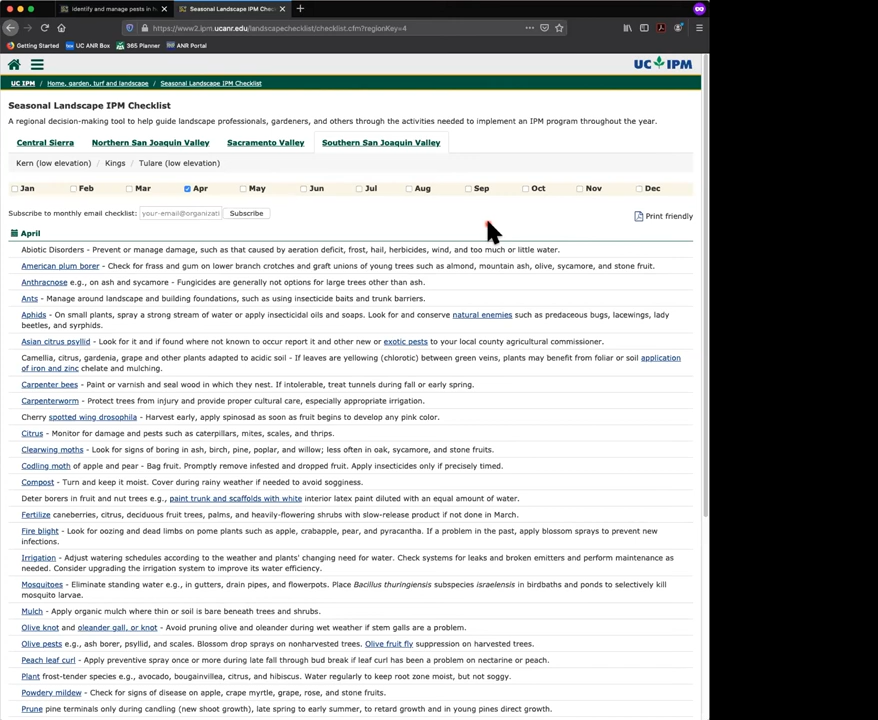 Identify and manage pests in h
Seasonal Landscape IPM Chec
https://www2.ipm.ucanr.edu/landscapechecklist/checklist.cfm?regionKey=4
Getting Started UC ANR Box 365 Planner ANR Portal
UC IPM
UC IPM / Home, garden, turf and landscape / Seasonal Landscape IPM Checklist
Seasonal Landscape IPM Checklist
A regional decision-making tool to help guide landscape professionals, gardeners, and others through the activities needed to implement an IPM program throughout the year.
Central Sierra Northern San Joaquin Valley Sacramento Valley Southern San Joaquin Valley
Kern (low elevation) / Kings / Tulare (low elevation)
Jan Feb Mar Apr May Jun Jul Aug Sep Oct Nov Dec
Subscribe to monthly email checklist: your-email@organizati Subscribe
Print friendly
April
Abiotic Disorders - Prevent or manage damage, such as that caused by aeration deficit, frost, hail, herbicides, wind, and too much or little water.
American plum borer - Check for frass and gum on lower branch crotches and graft unions of young trees such as almond, mountain ash, olive, sycamore, and stone fruit.
Anthracnose e.g., on ash and sycamore - Fungicides are generally not options for large trees other than ash.
Ants - Manage around landscape and building foundations, such as using insecticide baits and trunk barriers.
Aphids - On small plants, spray a strong stream of water or apply insecticidal oils and soaps. Look for and conserve natural enemies such as predaceous bugs, lacewings, lady
beetles, and syrphids.
Asian citrus psyllid - Look for it and if found where not known to occur report it and other new or exotic pests to your local county agricultural commissioner.
Camellia, citrus, gardenia, grape and other plants adapted to acidic soil - If leaves are yellowing (chlorotic) between green veins, plants may benefit from foliar or soil application
of iron and zinc chelate and mulching.
Carpenter bees - Paint or varnish and seal wood in which they nest. If intolerable, treat tunnels during fall or early spring.
Carpenterworm - Protect trees from injury and provide proper cultural care, especially appropriate irrigation.
Cherry spotted wing drosophila - Harvest early, apply spinosad as soon as fruit begins to develop any pink color.
Citrus - Monitor for damage and pests such as caterpillars, mites, scales, and thrips.
Clearwing moths - Look for signs of boring in ash, birch, pine, poplar, and willow; less often in oak, sycamore, and stone fruits.
Codling moth of apple and pear - Bag fruit. Promptly remove infested and dropped fruit. Apply insecticides only if precisely timed.
Compost - Turn and keep it moist. Cover during rainy weather if needed to avoid sogginess.
Deter borers in fruit and nut trees e.g., paint trunk and scaffolds with white interior latex paint diluted with an equal amount of water.
Fertilize caneberries, citrus, deciduous fruit trees, palms, and heavily-flowering shrubs with slow-release product if not done in March.
Fire blight - Look for oozing and dead limbs on pome plants such as apple, crabapple, pear, and pyracantha. If a problem in the past, apply blossom sprays to prevent new
infections.
Irrigation - Adjust watering schedules according to the weather and plants' changing need for water. Check systems for leaks and broken emitters and perform maintenance as
needed. Consider upgrading the irrigation system to improve its water efficiency.
Mosquitoes - Eliminate standing water e.g., in gutters, drain pipes, and flowerpots. Place Bacillus thuringiensis subspecies israelensis in birdbaths and ponds to selectively kill
mosquito larvae.
Mulch - Apply organic mulch where thin or soil is bare beneath trees and shrubs.
Olive knot and oleander gall, or knot - Avoid pruning olive and oleander during wet weather if stem galls are a problem.
Olive pests e.g., ash borer, psyllid, and scales. Blossom drop sprays on nonharvested trees. Olive fruit fly suppression on harvested trees.
Peach leaf curl - Apply preventive spray once or more during late fall through bud break if leaf curl has been a problem on nectarine or peach.
Plant frost-tender species e.g., avocado, bougainvillea, citrus, and hibiscus. Water regularly to keep root zone moist, but not soggy.
Powdery mildew - Check for signs of disease on apple, crape myrtle, grape, rose, and stone fruits.
Prune pine terminals only during candling (new shoot growth), late spring to early summer, to retard growth and in young pines direct growth.